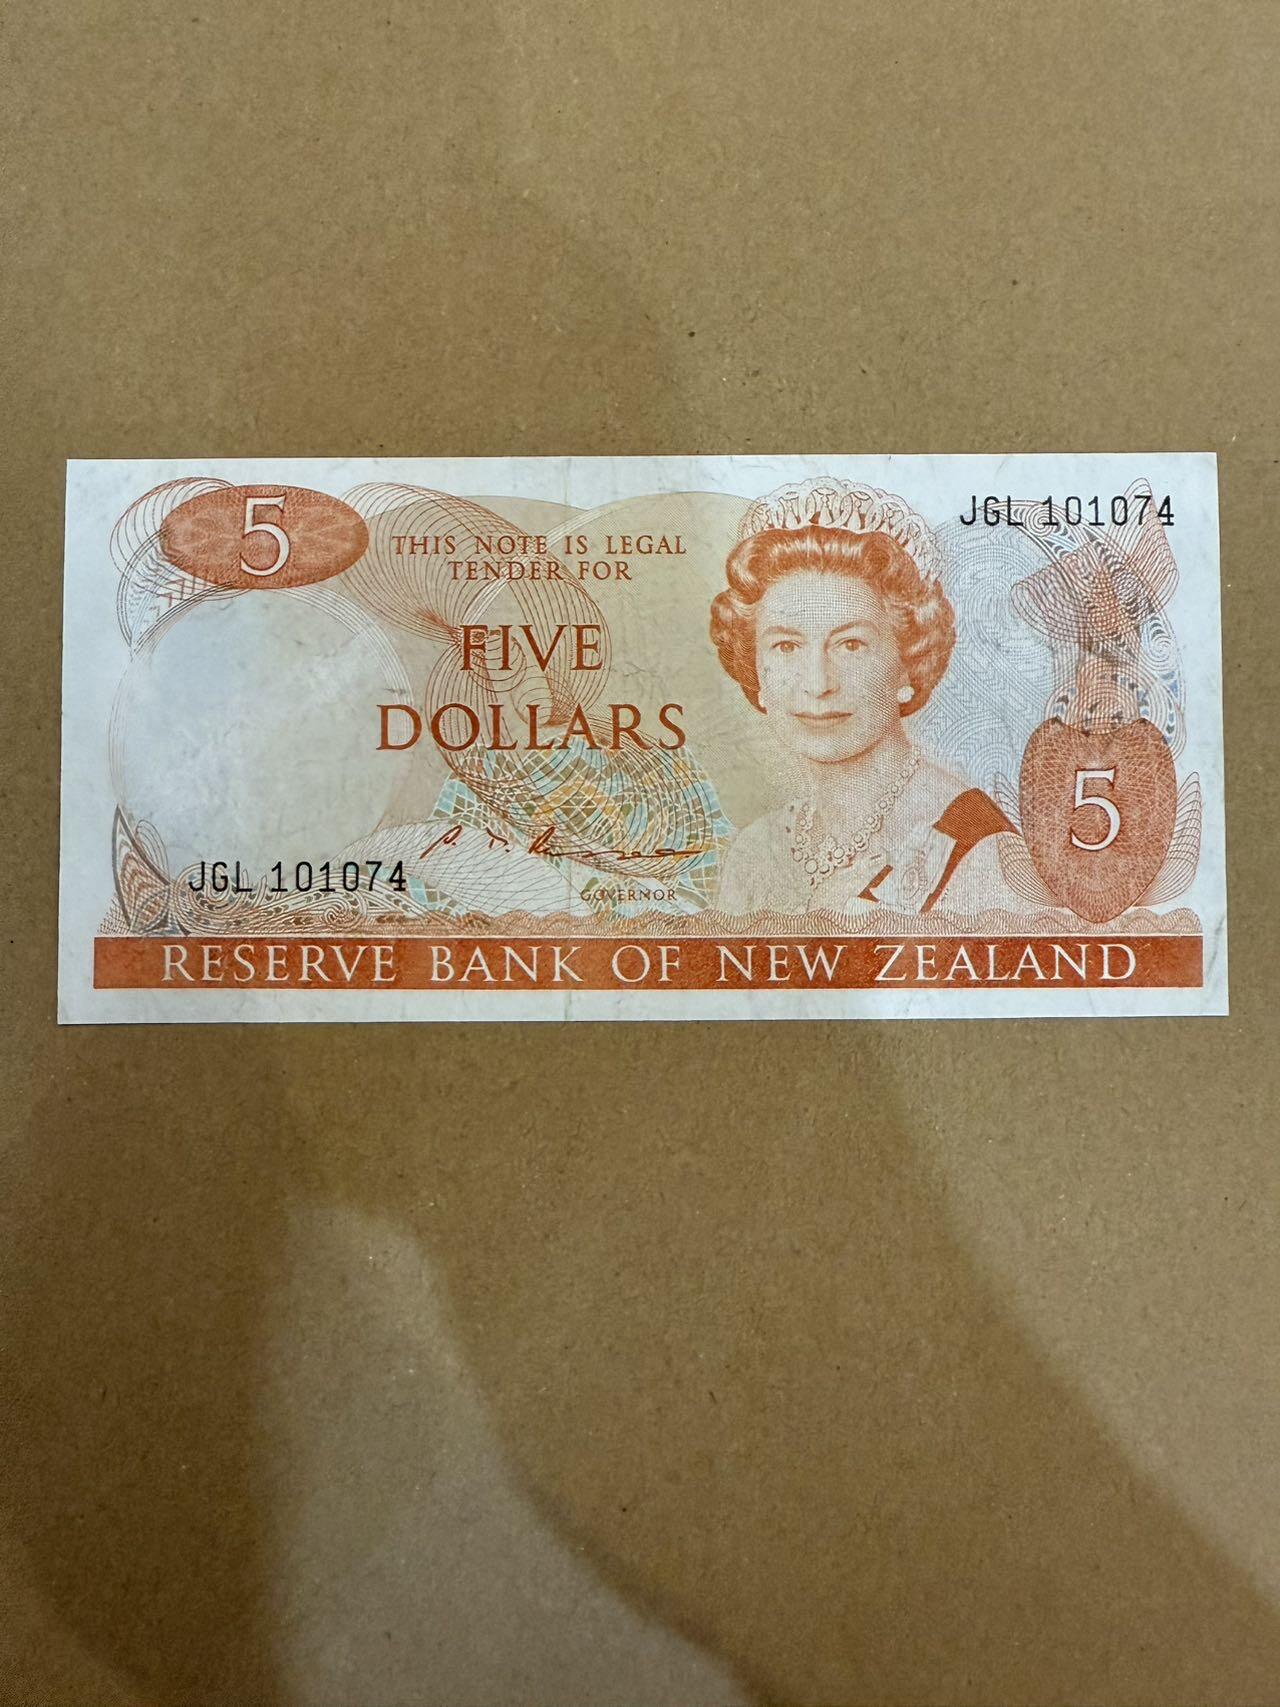 5
JGL 101074
THIS NOTE IS LEGAL
TENDER FOR
FIVE
DOLLARS
5
JGL 101074
GOVERNOR
RESERVE BANK OF NEW ZEALAND